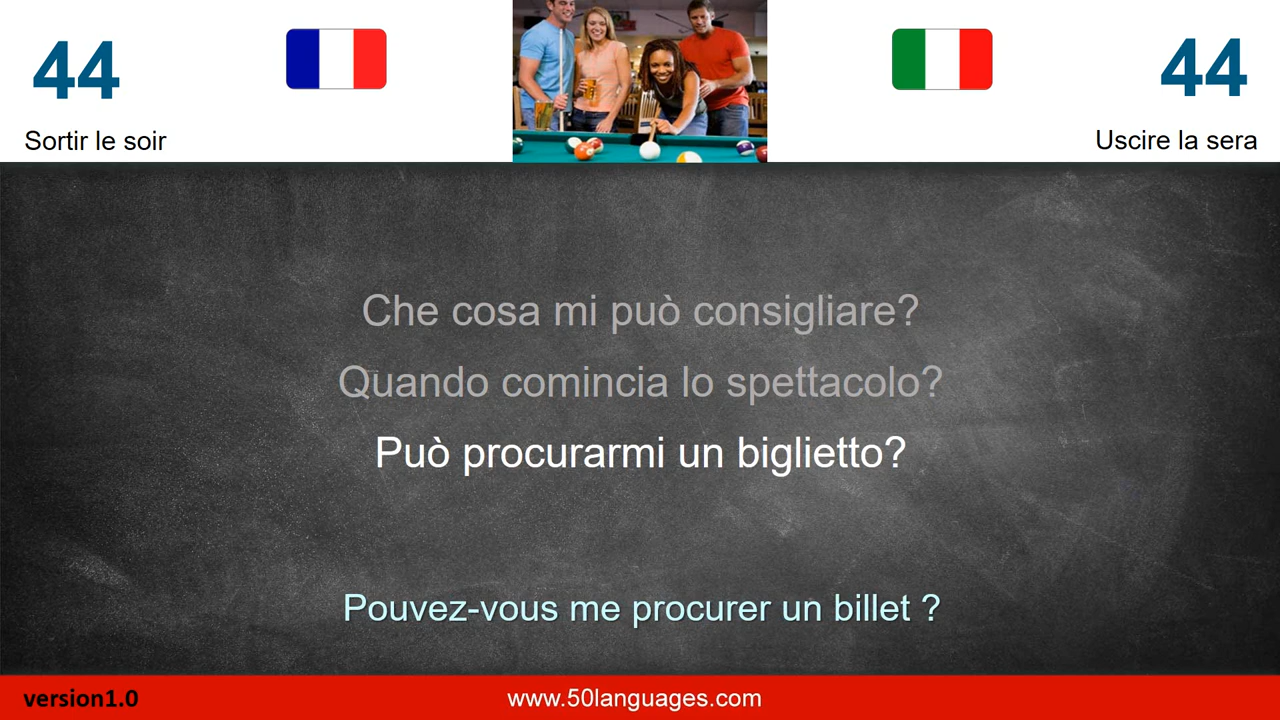 44
44
Sortir le soir
Uscire la sera
Che cosa mi può consigliare?
Quando comincia lo spettacolo?
Può procurarmi un biglietto?
Pouvez-vous me procurer un billet ?
version1.0
www.50languages.com